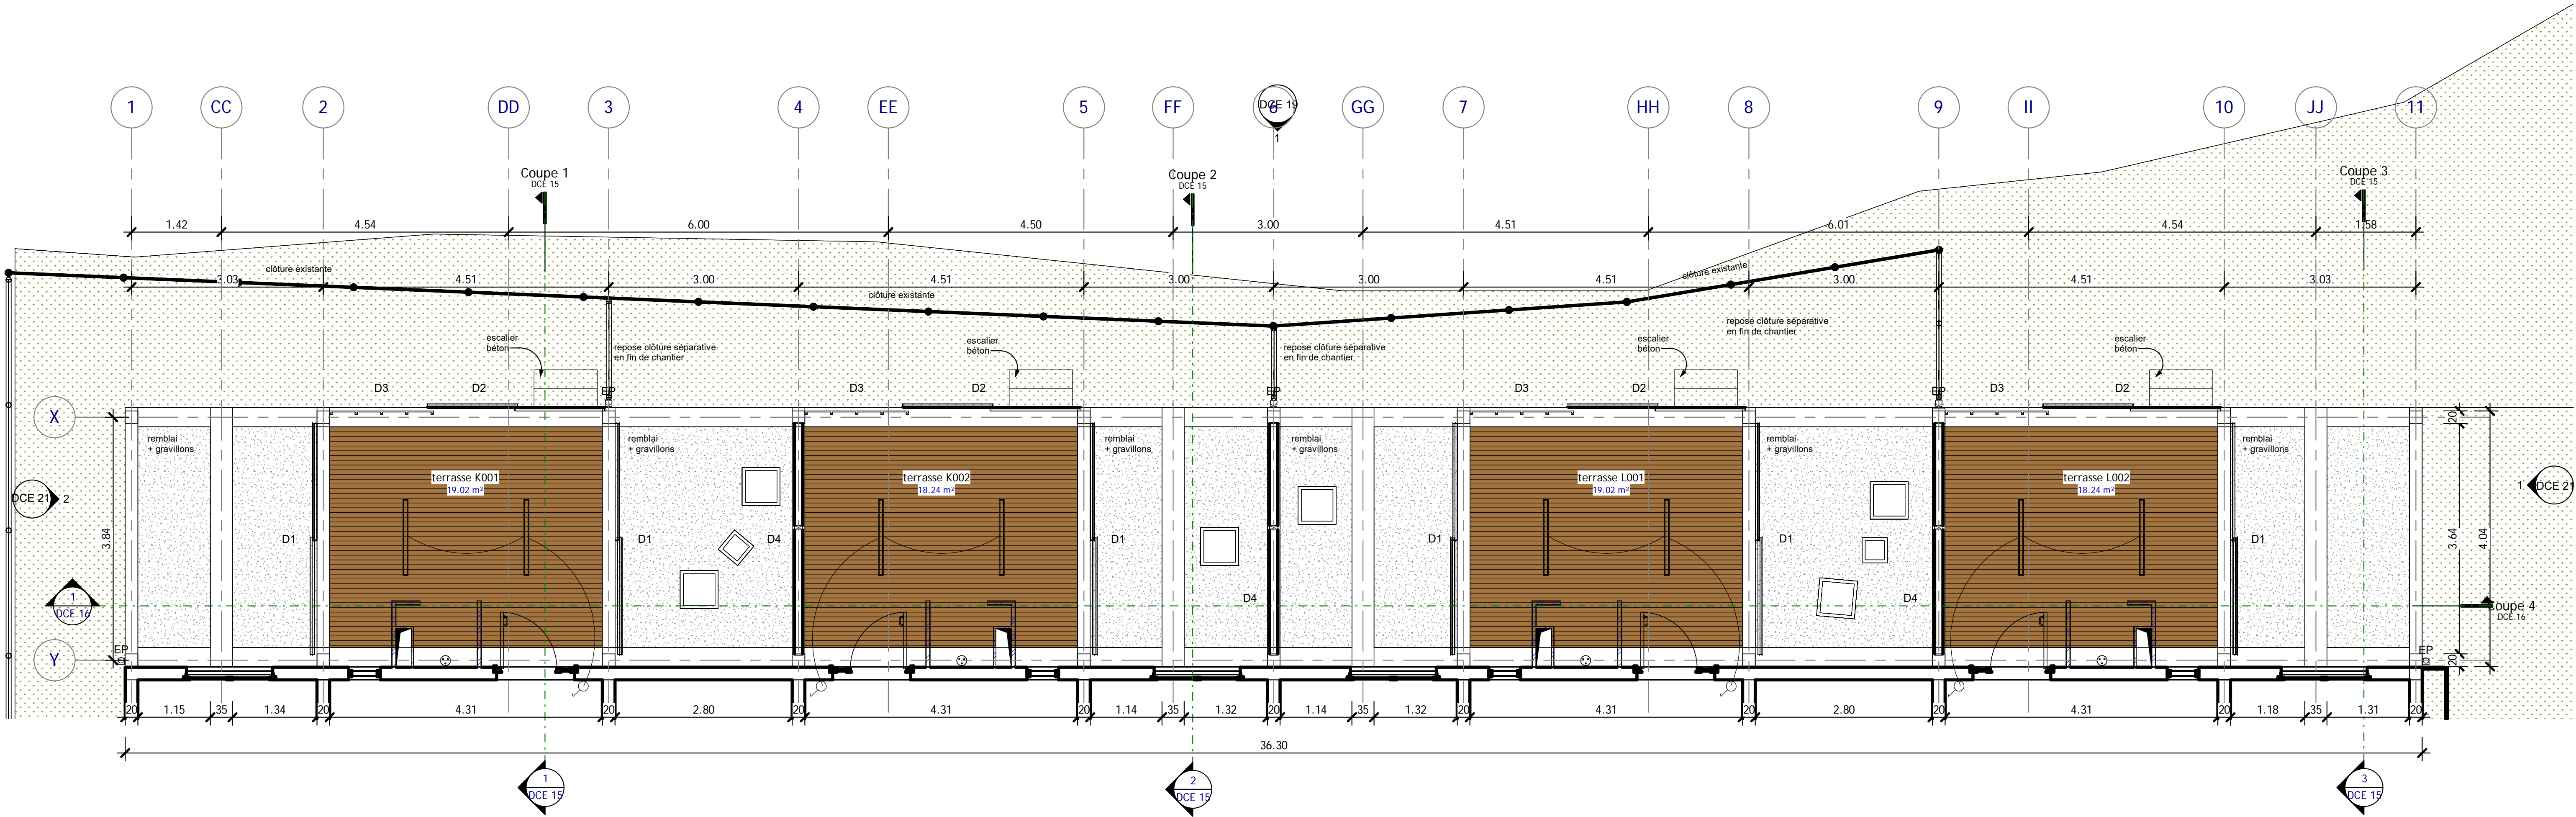 1 CC 2 DD 3 4 EE 5 FF 6 GG 7 HH 8 9 II 10 JJ 11
DCE 19
1
Coupe 1
DCE 15
Coupe 2
DCE 15
Coupe 3
DCE 15
1.42 4.54 6.00 4.50 3.00 4.51 6.01 4.54 1.58
clôture existante
clôture existante
clôture existante
3.03 4.51 3.00 4.51 3.00 3.00 4.51 3.00 4.51 3.03
escalier
béton
repose clôture séparative
en fin de chantier
escalier
béton
repose clôture séparative
en fin de chantier
escalier
béton
repose clôture séparative
en fin de chantier
escalier
béton
D3 D2 EP D3 D2 EP D3 D2 EP D3 D2
X
remblai
+ gravillons
remblai
+ gravillons
remblai
+ gravillons
remblai
+ gravillons
remblai
+ gravillons
remblai
+ gravillons
20
terrasse K001
19.02 m²
terrasse K002
18.24 m²
terrasse L001
19.02 m²
terrasse L002
18.24 m²
DCE 21 2
1 DCE 21
3.84
3.64
4.04
D1 D1 D4 D1 D4 D1 D1 D4 D1
1
DCE 16
Coupe 4
DCE 16
EP
Y
EP
20
20 1.15 35 1.34 20 4.31 20 2.80 20 4.31 20 1.14 35 1.32 20 1.14 35 1.32 20 4.31 20 2.80 20 4.31 20 1.18 35 1.31 20
36.30
1
DCE 15
2
DCE 15
3
DCE 15